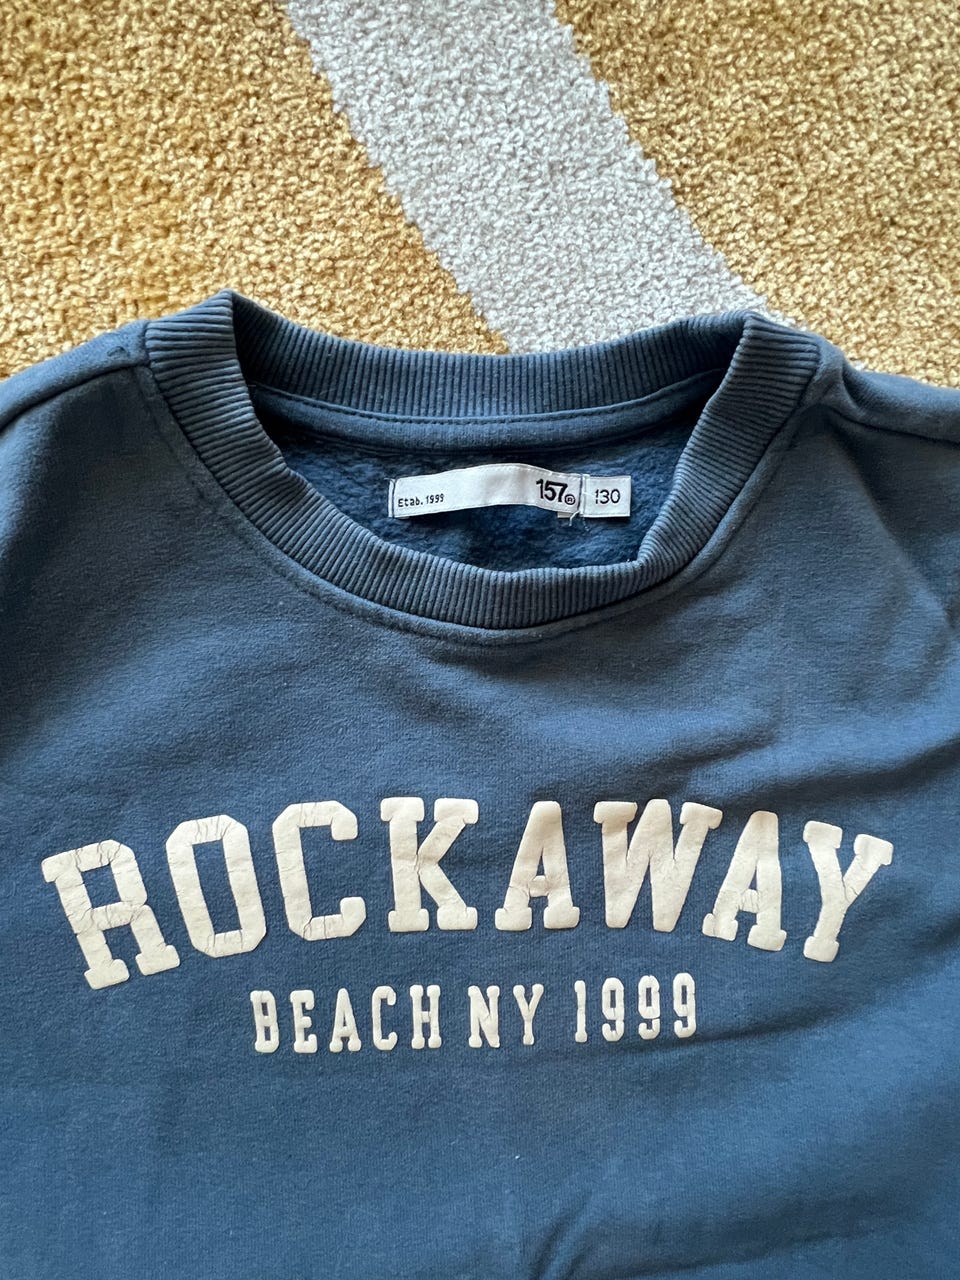 Etab. 1999 157 130
ROCKAWAY
BEACH NY 1999